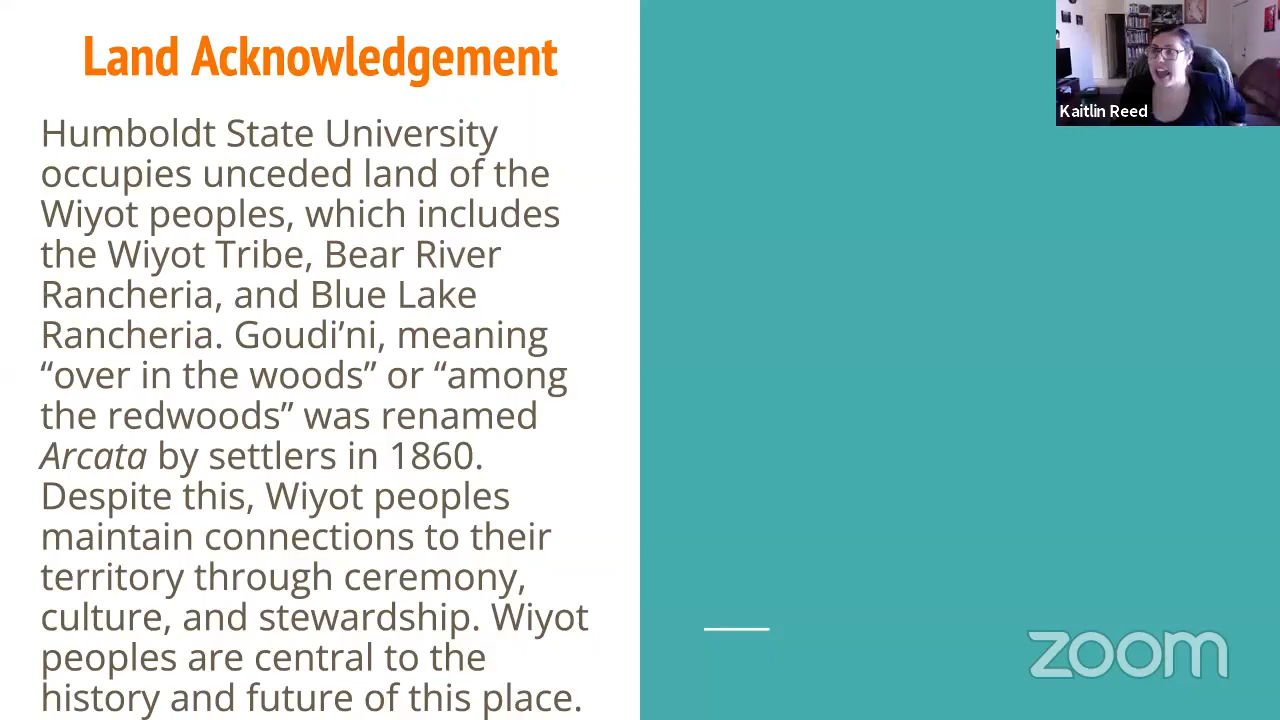 Land Acknowledgement
Humboldt State University
occupies unceded land of the
Wiyot peoples, which includes
the Wiyot Tribe, Bear River
Rancheria, and Blue Lake
Rancheria. Goudi’ni, meaning
“over in the woods” or “among
the redwoods” was renamed
Arcata by settlers in 1860.
Despite this, Wiyot peoples
maintain connections to their
territory through ceremony,
culture, and stewardship. Wiyot
peoples are central to the
history and future of this place.
Kaitlin Reed
zoom